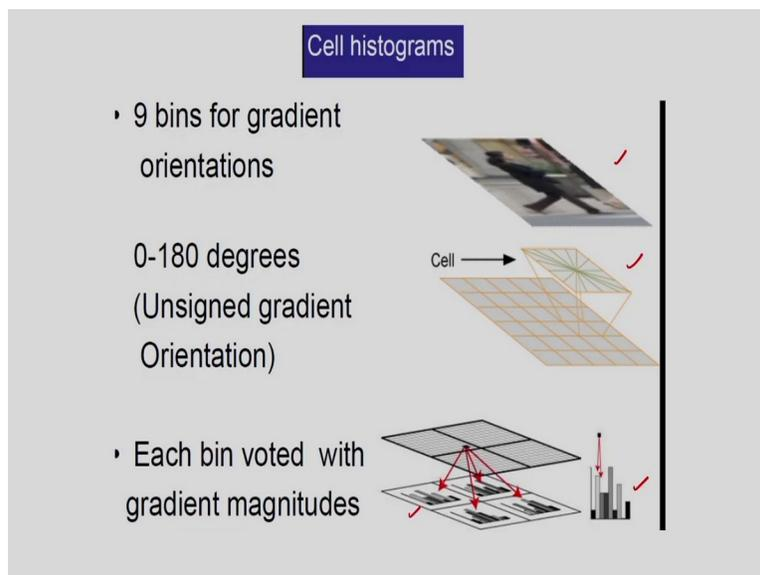 Cell histograms
• 9 bins for gradient
orientations
0-180 degrees
(Unsigned gradient
Orientation)
Cell
• Each bin voted with
gradient magnitudes